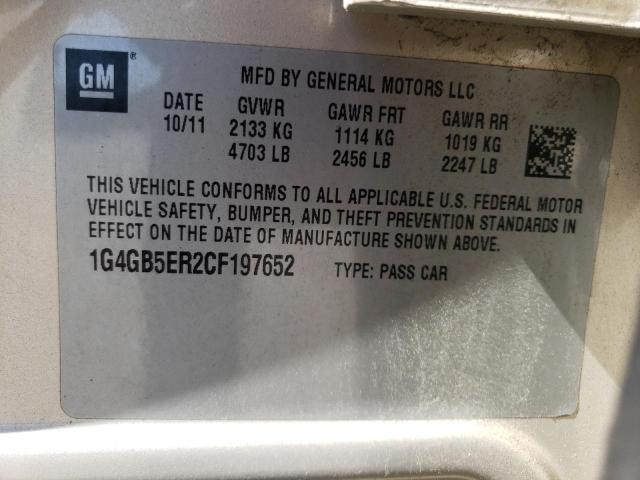 GM ®
MFD BY GENERAL MOTORS LLC
DATE GVWR GAWR FRT GAWR RR
10/11 2133 KG 1114 KG 1019 KG
4703 LB 2456 LB 2247 LB
THIS VEHICLE CONFORMS TO ALL APPLICABLE U.S. FEDERAL MOTOR
VEHICLE SAFETY, BUMPER, AND THEFT PREVENTION STANDARDS IN
EFFECT ON THE DATE OF MANUFACTURE SHOWN ABOVE.
1G4GB5ER2CF197652 TYPE: PASS CAR